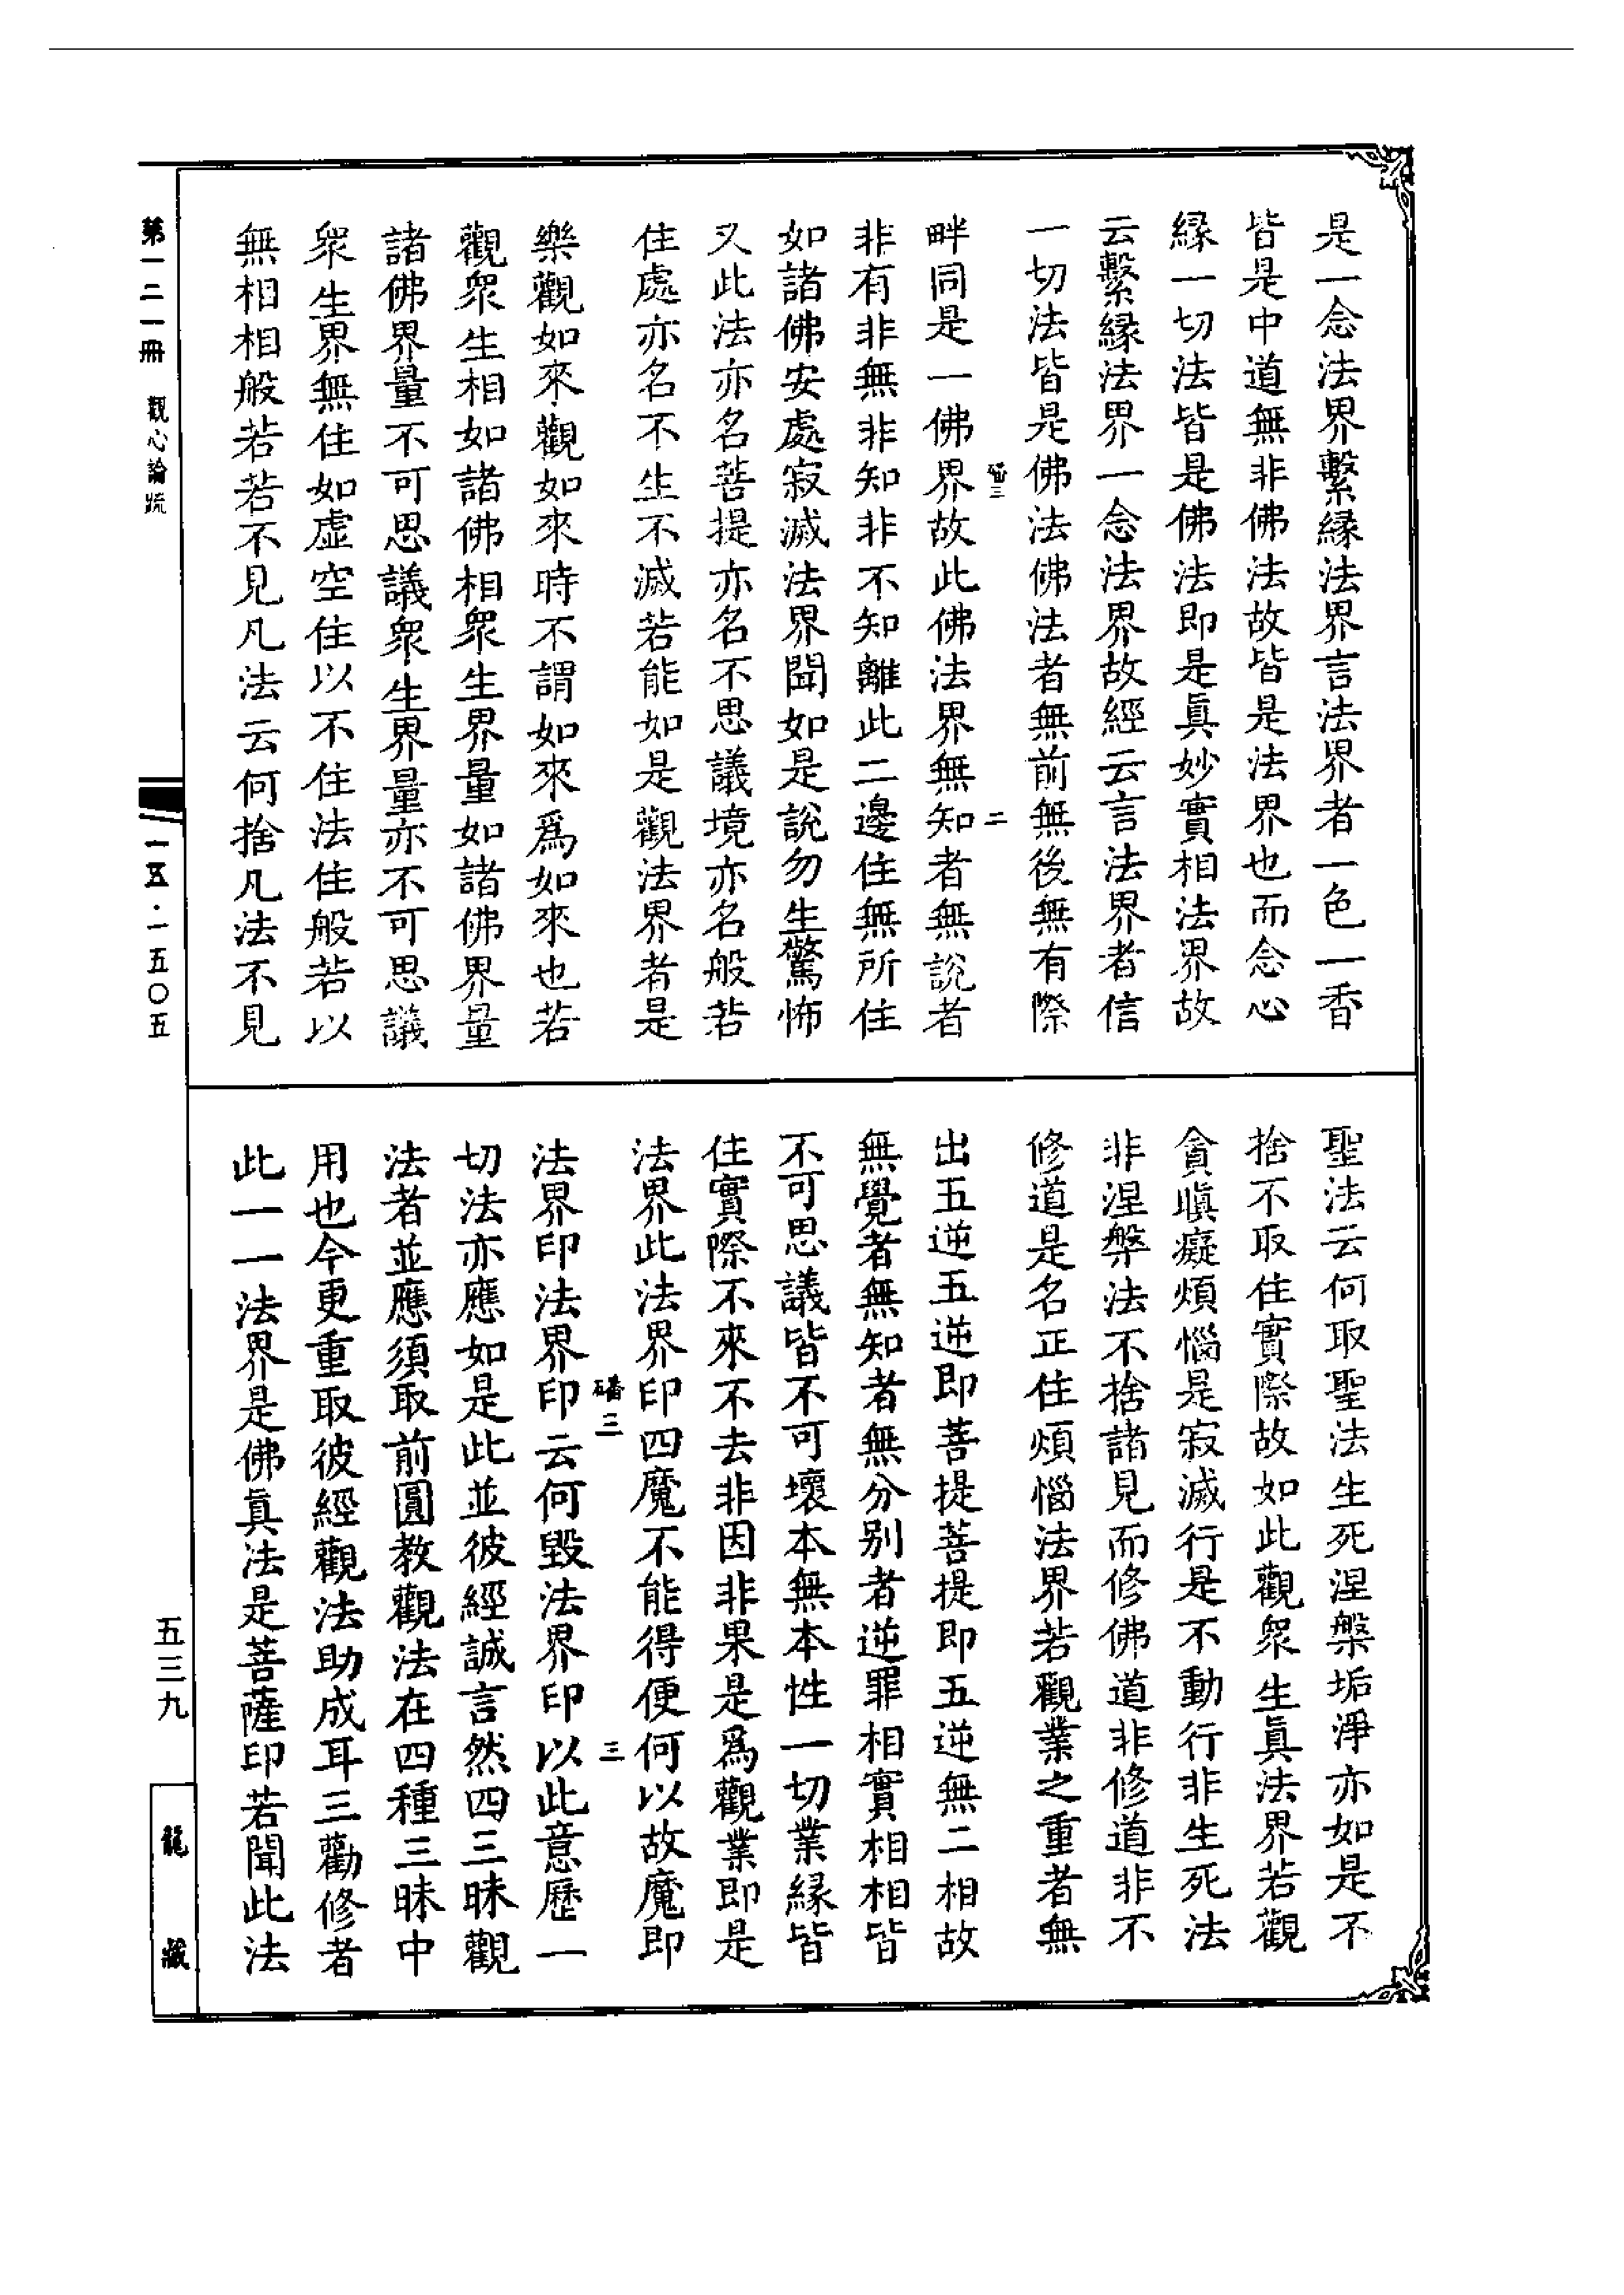 是一念法界繫緣法界言法界者一色一香
皆是中道無非佛法故皆是法界也而念心
緣一切法皆是佛法即是眞妙實相法界故
云繫緣法界一念法界故經云言法界者信
一切法皆是佛法佛法者無前無後無有際
磻三
二
畔同是一佛界故此佛法界無知者無說者
非有非無非知非不知離此二邊住無所住
如諸佛安處寂滅法界聞如是說勿生驚怖
又此法亦名菩提亦名不思議境亦名般若
住處亦名不生不滅若能如是觀法界者是
樂觀如來觀如來時不謂如來爲如來也若
觀衆生相如諸佛相衆生界量如諸佛界量
諸佛界量不可思議衆生界量亦不可思議
衆生界無住如虛空住以不住法住般若以
無相相般若若不見凡法云何捨凡法不見
聖法云何取聖法生死涅槃垢淨亦如是不
捨不取住實際故如此觀衆生眞法界若觀
貪瞋癡煩惱是寂滅行是不動行非生死法
非涅槃法不捨諸見而修佛道非修道非不
修道是名正住煩惱法界若觀業之重者無
出五逆五逆即菩提菩提即五逆無二相故
無覺者無知者無分別者逆罪相實相相皆
不可思議皆不可壞本無本性一切業緣皆
住實際不來不去非因非果是爲觀業即是
法界此法界印四魔不能得便何以故魔即
磻三
三
法界印法界印云何毀法界印以此意歷一
切法亦應如是此並彼經誠言然四三昧觀
法者並應須取前圓教觀法在四種三昧中
用也今更重取彼經觀法助成耳三勸修者
此一一法界是佛眞法是菩薩印若聞此法
第一二一冊 觀心論疏
一五·一五〇五
五三九
龍藏